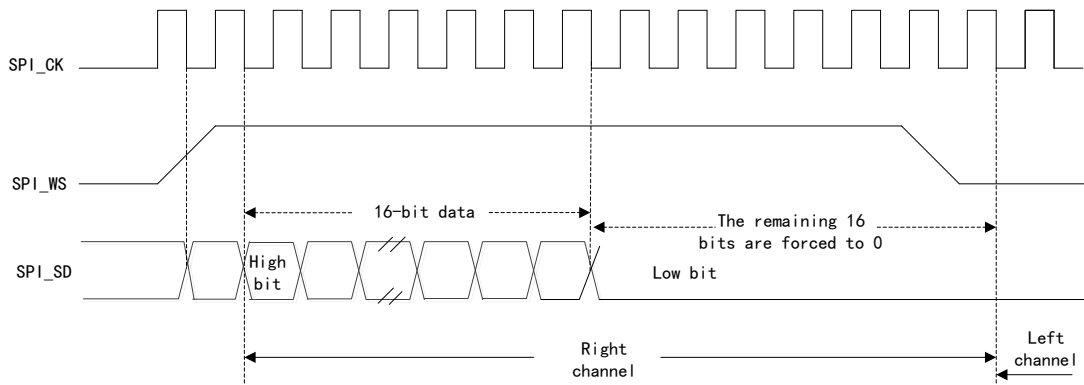 SPI_CK
SPI_WS
16-bit data
The remaining 16
bits are forced to 0
SPI_SD
High
bit
Low bit
Right
channel
Left
channel